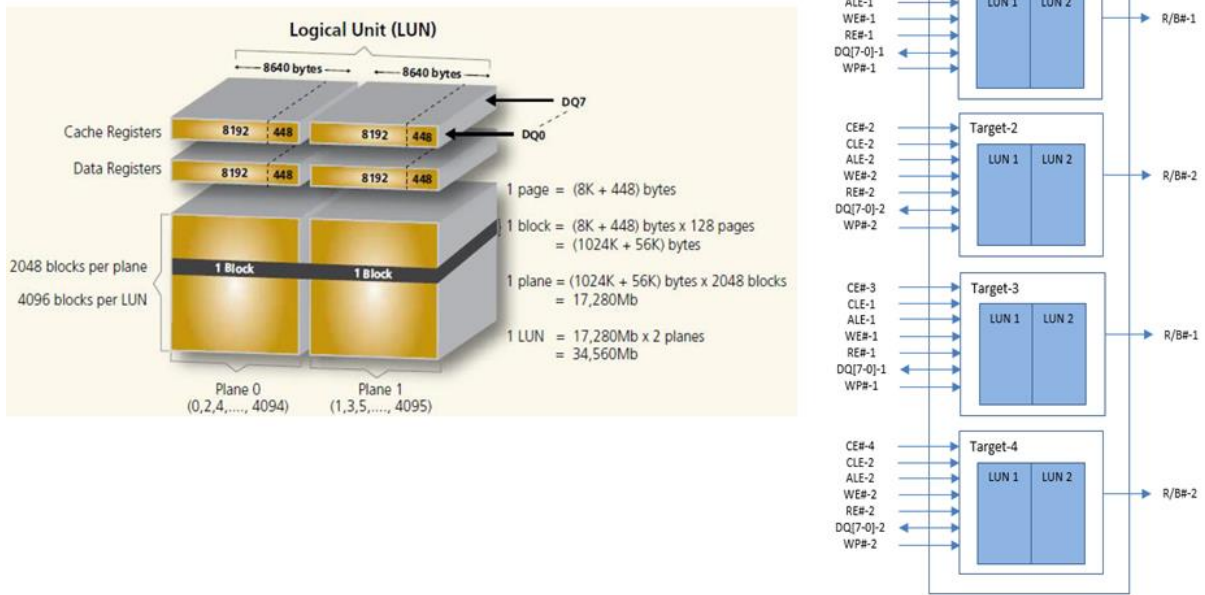 Logical Unit (LUN)
8640 bytes
8640 bytes
DQ7
DQ0
Cache Registers
8192
448
8192
448
Data Registers
8192
448
8192
448
1 page = (8K + 448) bytes
1 block = (8K + 448) bytes x 128 pages
= (1024K + 56K) bytes
2048 blocks per plane
4096 blocks per LUN
1 Block
1 Block
1 plane = (1024K + 56K) bytes x 2048 blocks
= 17,280Mb
1 LUN = 17,280Mb x 2 planes
= 34,560Mb
Plane 0
(0,2,4,...., 4094)
Plane 1
(1,3,5,...., 4095)
ALE-1
WE#-1
RE#-1
DQ[7-0]-1
WP#-1
LUN 1
LUN 2
R/B#-1
CE#-2
CLE-2
ALE-2
WE#-2
RE#-2
DQ[7-0]-2
WP#-2
Target-2
LUN 1
LUN 2
R/B#-2
CE#-3
CLE-1
ALE-1
WE#-1
RE#-1
DQ[7-0]-1
WP#-1
Target-3
LUN 1
LUN 2
R/B#-1
CE#-4
CLE-2
ALE-2
WE#-2
RE#-2
DQ[7-0]-2
WP#-2
Target-4
LUN 1
LUN 2
R/B#-2